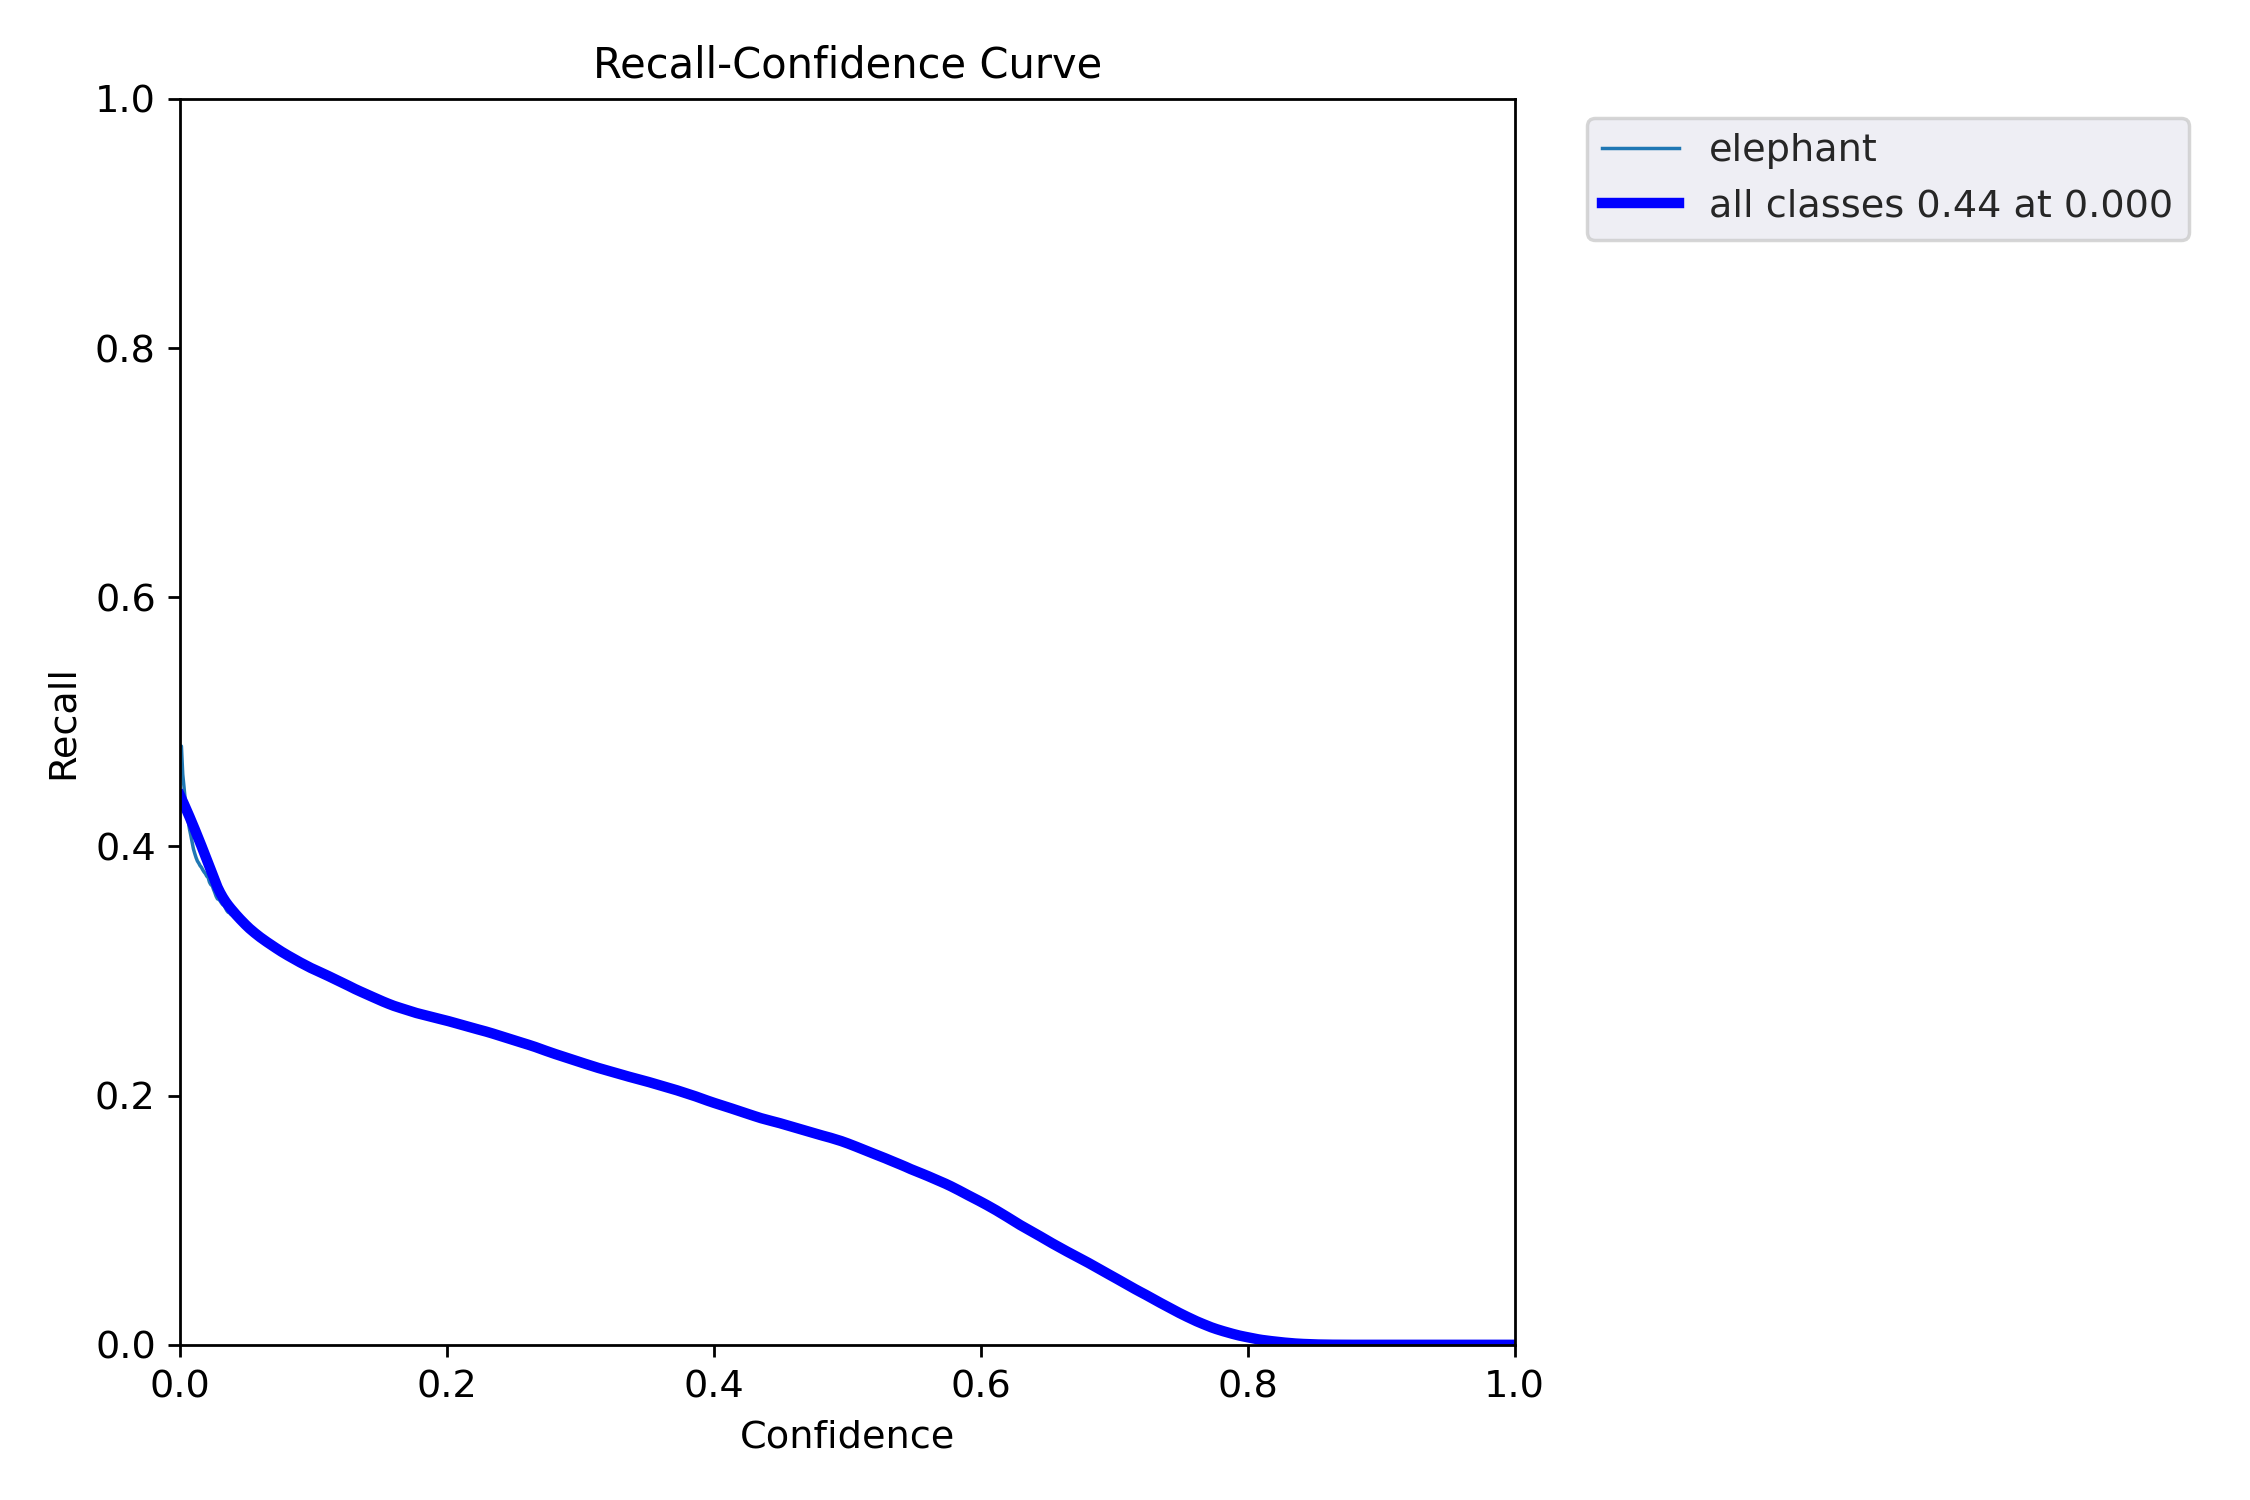 Recall-Confidence Curve
1.0
0.8
0.6
0.4
0.2
0.0
Recall
0.0 0.2 0.4 0.6 0.8 1.0
Confidence
elephant
all classes 0.44 at 0.000